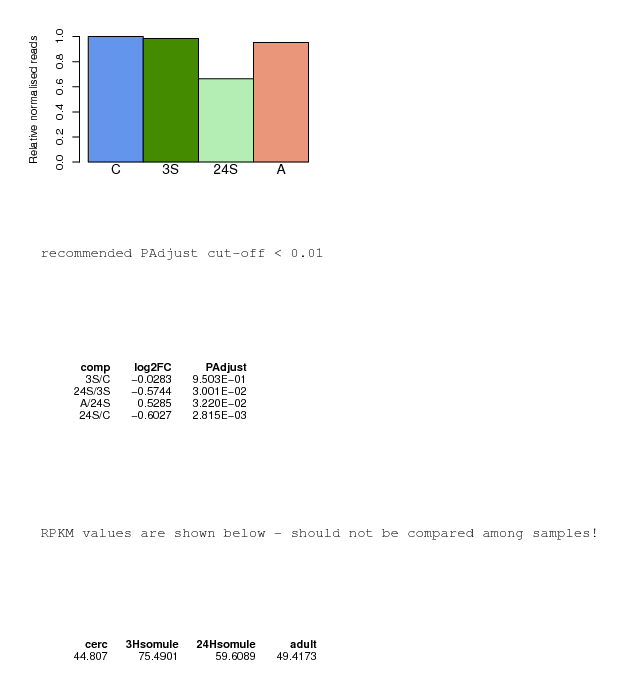 Relative normalised reads
1.0
0.8
0.6
0.4
0.2
0.0
C 3S 24S A
recommended PAdjust cut-off < 0.01
comp log2FC PAdjust
3S/C −0.0283 9.503E−01
24S/3S −0.5744 3.001E−02
A/24S 0.5285 3.220E−02
24S/C −0.6027 2.815E−03
RPKM values are shown below - should not be compared among samples!
cerc 3Hsomule 24Hsomule adult
44.807 75.4901 59.6089 49.4173